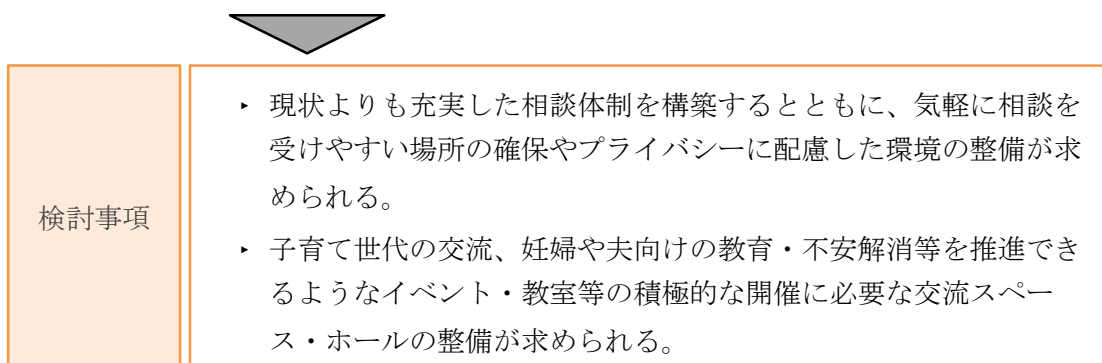 検討事項
‣ 現状よりも充実した相談体制を構築するとともに、気軽に相談を
受けやすい場所の確保やプライバシーに配慮した環境の整備が求
められる。
‣ 子育て世代の交流、妊婦や夫向けの教育・不安解消等を推進でき
るようなイベント・教室等の積極的な開催に必要な交流スペー
ス・ホールの整備が求められる。